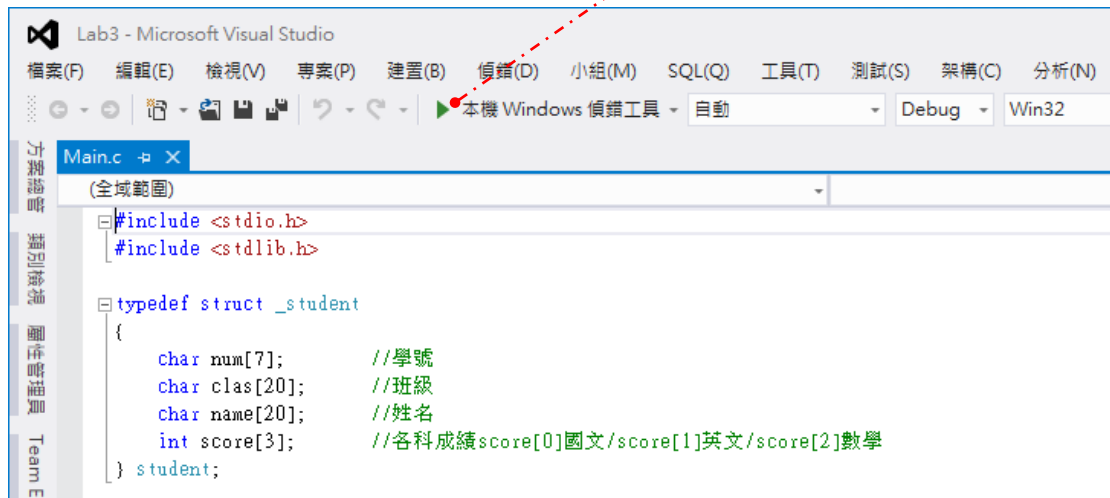 Lab3 - Microsoft Visual Studio
檔案(F) 編輯(E) 檢視(V) 專案(P) 建置(B) 偵錯(D) 小組(M) SQL(Q) 工具(T) 測試(S) 架構(C) 分析(N)
本機 Windows 偵錯工具 自動 Debug Win32
方案總管
類別檢視
屬性管理員
Team E
Main.c
(全域範圍)
#include <stdio.h>
#include <stdlib.h>
typedef struct _student
{
char num[7]; //學號
char clas[20]; //班級
char name[20]; //姓名
int score[3]; //各科成績score[0]國文/score[1]英文/score[2]數學
} student;